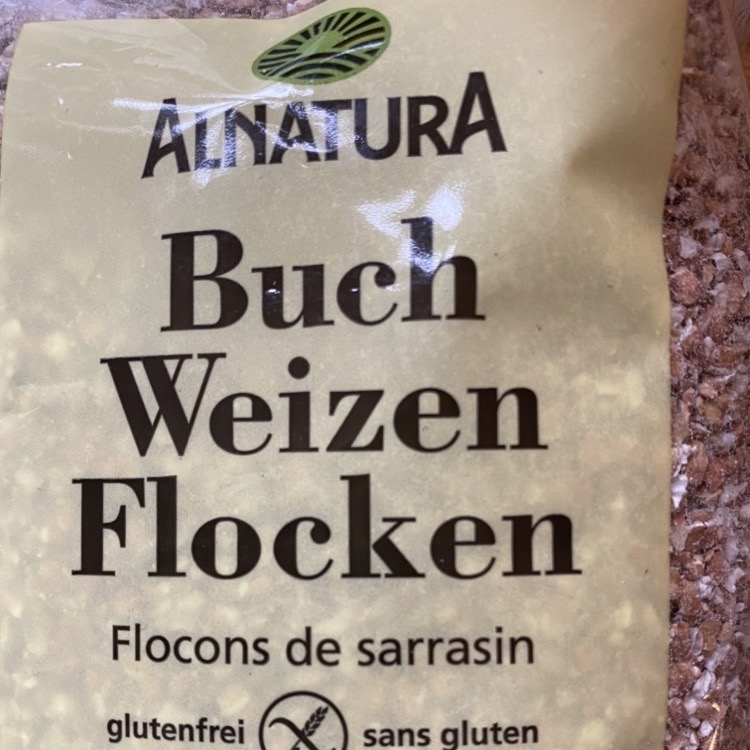 ALNATURA
Buch
Weizen
Flocken
Flocons de sarrasin
glutenfrei sans gluten